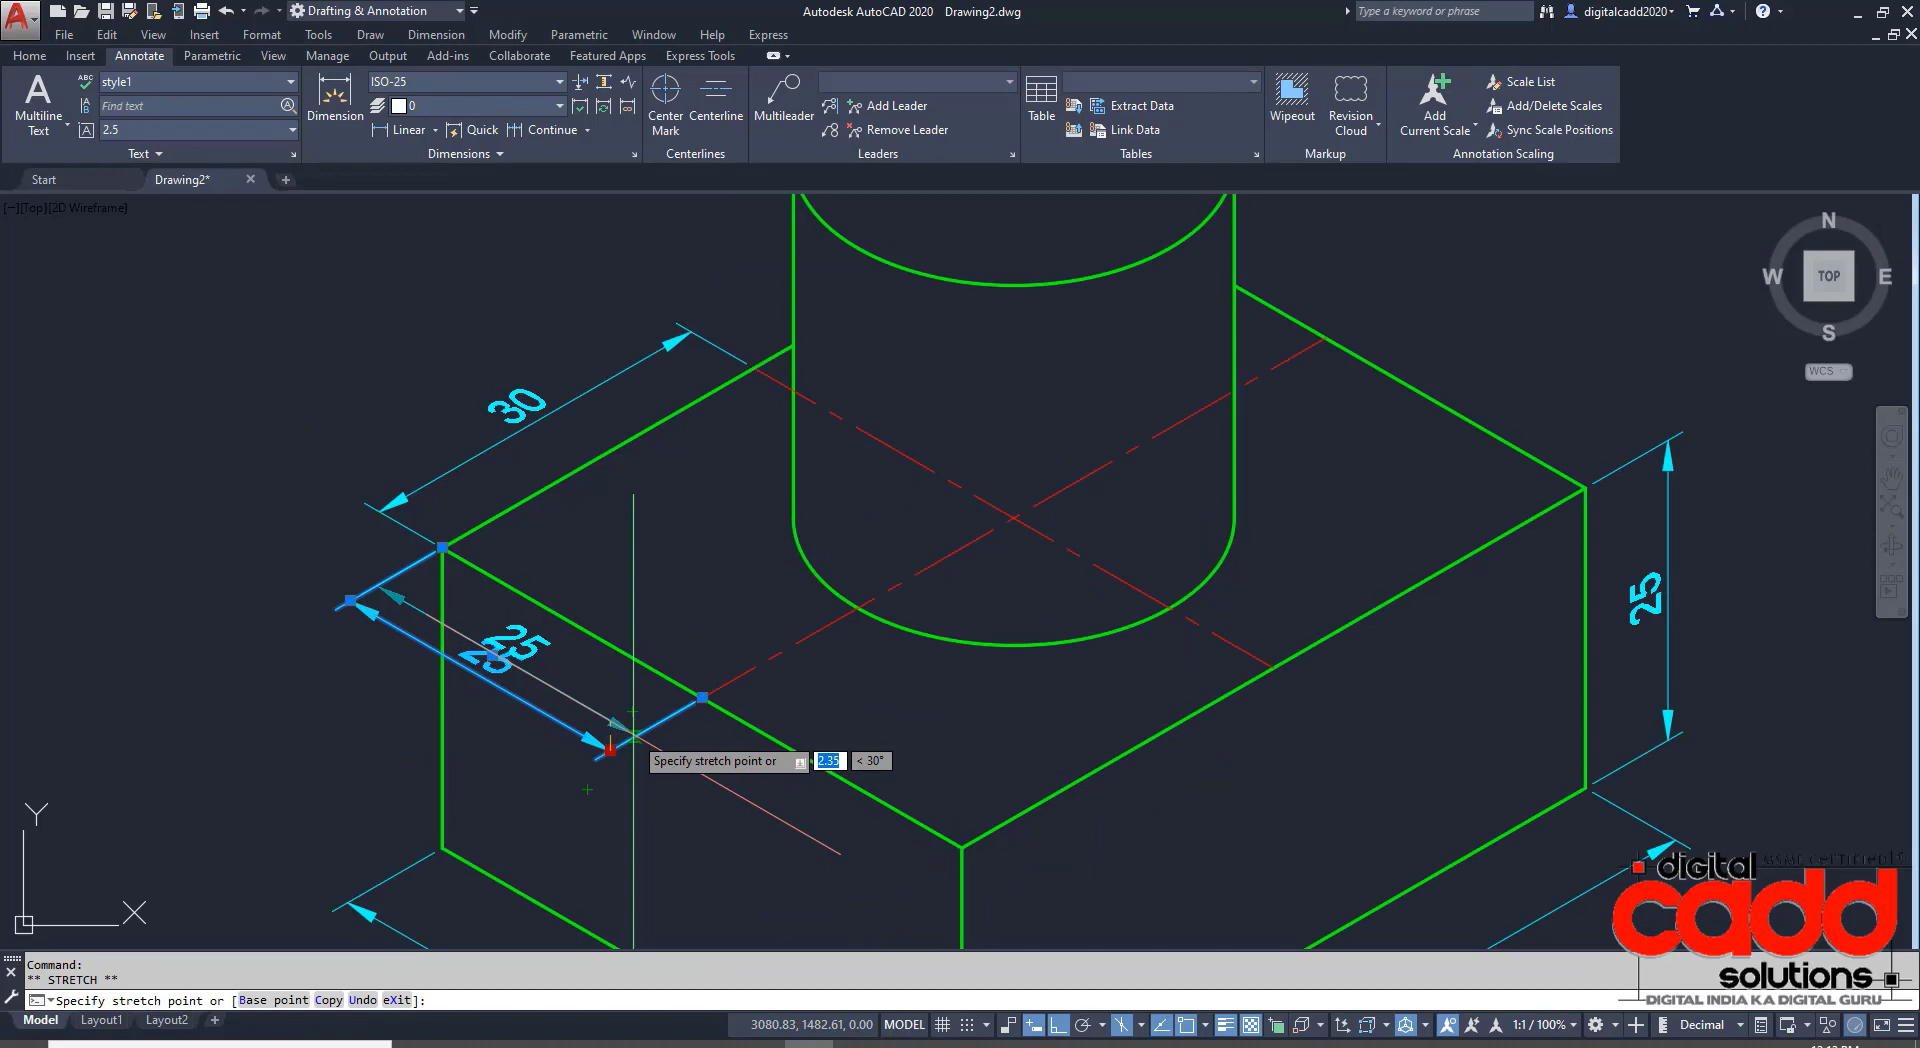 Drafting & Annotation
Autodesk AutoCAD 2020 Drawing2.dwg
Type a keyword or phrase
digitalcadd2020
File Edit View Insert Format Tools Draw Dimension Modify Parametric Window Help Express
Home Insert Annotate Parametric View Manage Output Add-ins Collaborate Featured Apps Express Tools
Multiline
Text
ABC
style1
Find text
2.5
Text
Dimension
ISO-25
0
Linear
Quick
Continue
Dimensions
Center
Mark
Centerline
Centerlines
Multileader
Add Leader
Remove Leader
Leaders
Table
Extract Data
Link Data
Tables
Wipeout
Revision
Cloud
Markup
Add
Current Scale
Scale List
Add/Delete Scales
Sync Scale Positions
Annotation Scaling
Start
Drawing2*
[−][Top][2D Wireframe]
N
W
TOP
E
S
WCS
30
25
25
25
Specify stretch point or
2.35
< 30°
Y
X
digital
cadd
solutions
DIGITAL INDIA KA DIGITAL GURU
Command:
** STRETCH **
Specify stretch point or [Base point Copy Undo eXit]:
Model Layout1 Layout2
3080.83, 1482.61, 0.00
MODEL
1:1 / 100%
Decimal